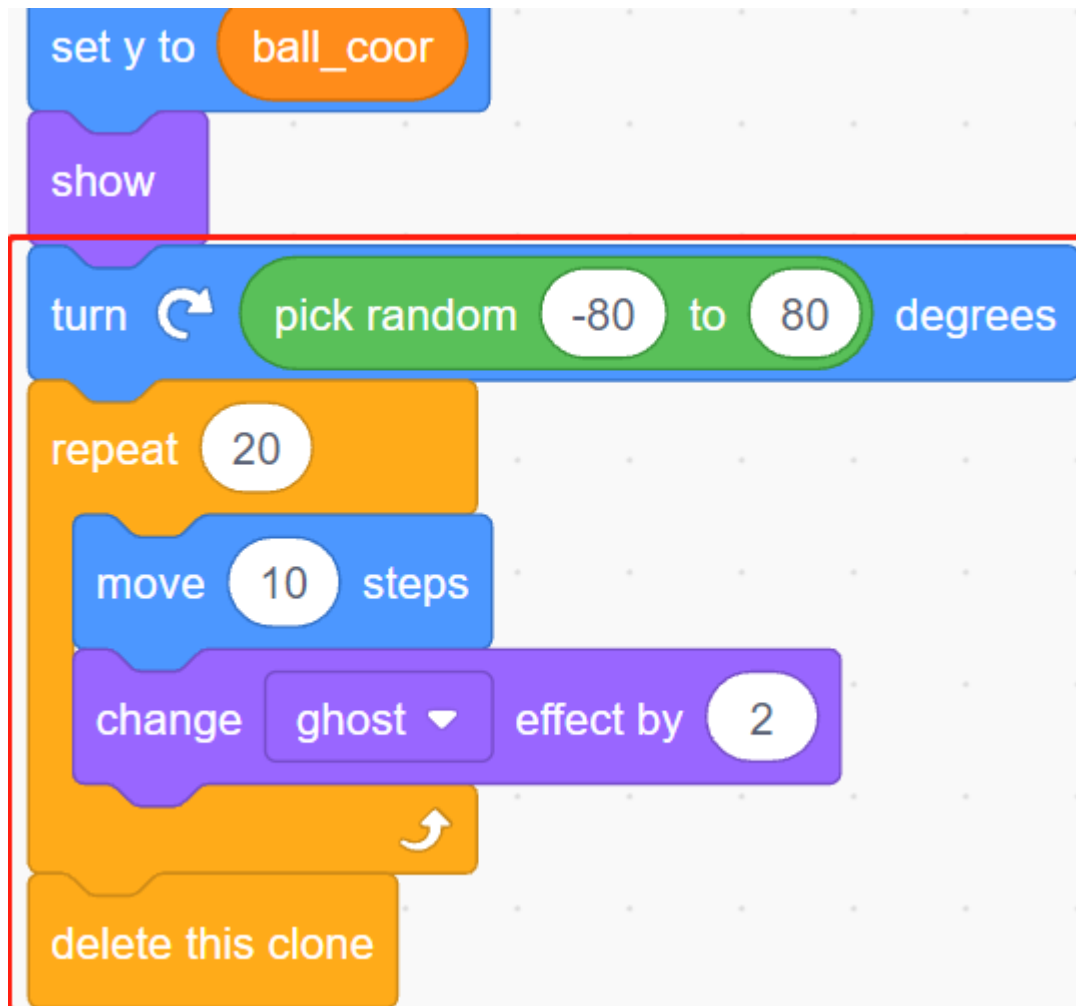 set y to ball_coor
show
turn pick random -80 to 80 degrees
repeat 20
move 10 steps
change ghost effect by 2
delete this clone